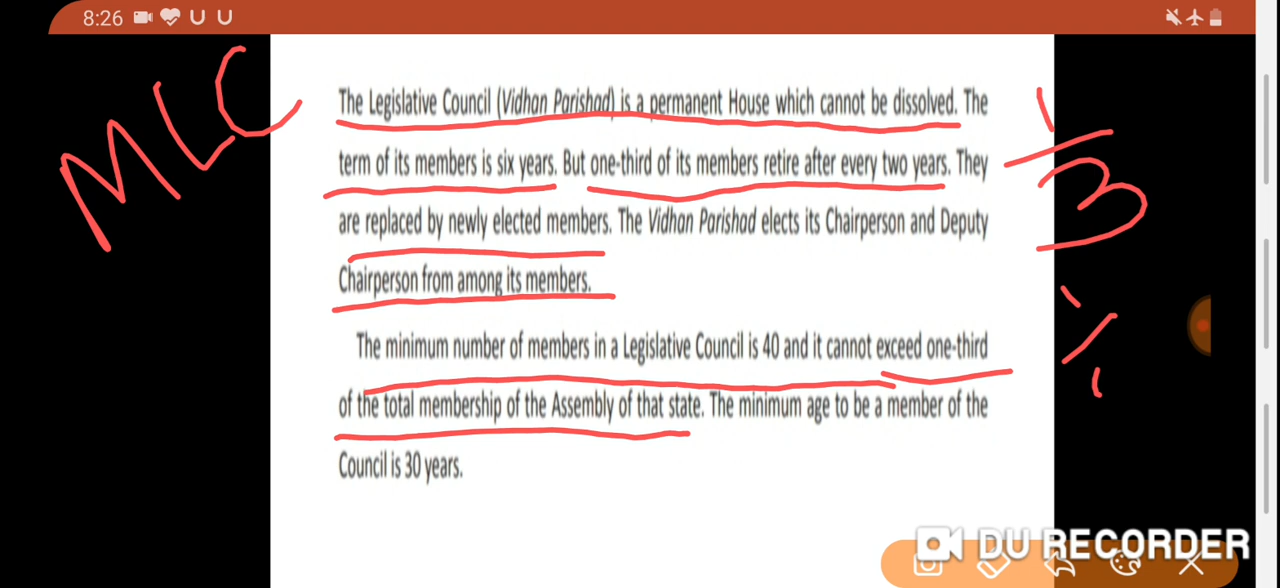 8:26
MLC
The Legislative Council (Vidhan Parishad) is a permanent House which cannot be dissolved. The
term of its members is six years. But one-third of its members retire after every two years. They
are replaced by newly elected members. The Vidhan Parishad elects its Chairperson and Deputy
Chairperson from among its members.
1/3
The minimum number of members in a Legislative Council is 40 and it cannot exceed one-third
of the total membership of the Assembly of that state. The minimum age to be a member of the
Council is 30 years.
DU RECORDER